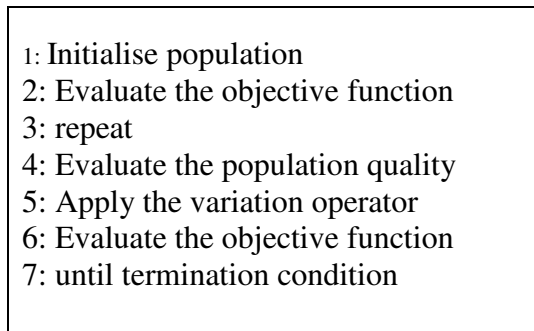 1: Initialise population
2: Evaluate the objective function
3: repeat
4: Evaluate the population quality
5: Apply the variation operator
6: Evaluate the objective function
7: until termination condition